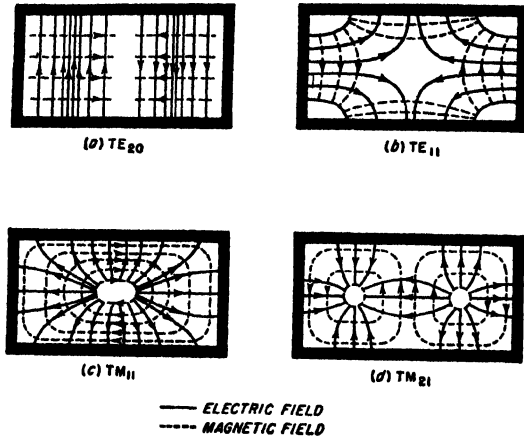 (a) TE20
(b) TE11
(c) TM11
(d) TM21
ELECTRIC FIELD
MAGNETIC FIELD